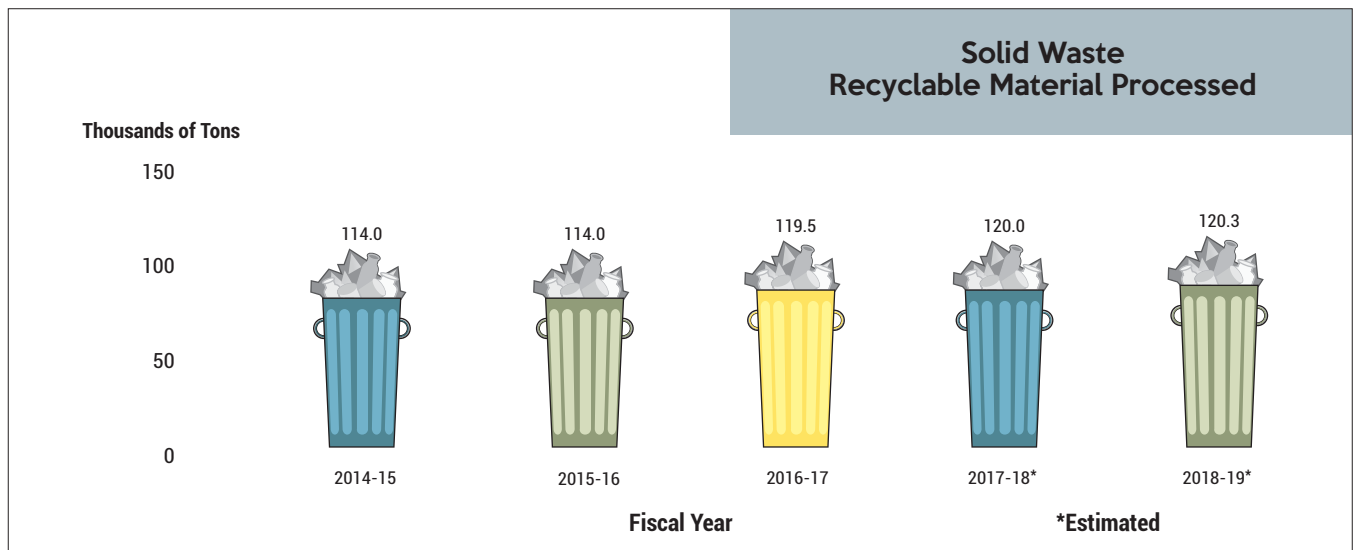 Solid Waste
Recyclable Material Processed
Thousands of Tons
150
100
50
0
114.0
114.0
119.5
120.0
120.3
2014-15
2015-16
2016-17
2017-18*
2018-19*
Fiscal Year
*Estimated